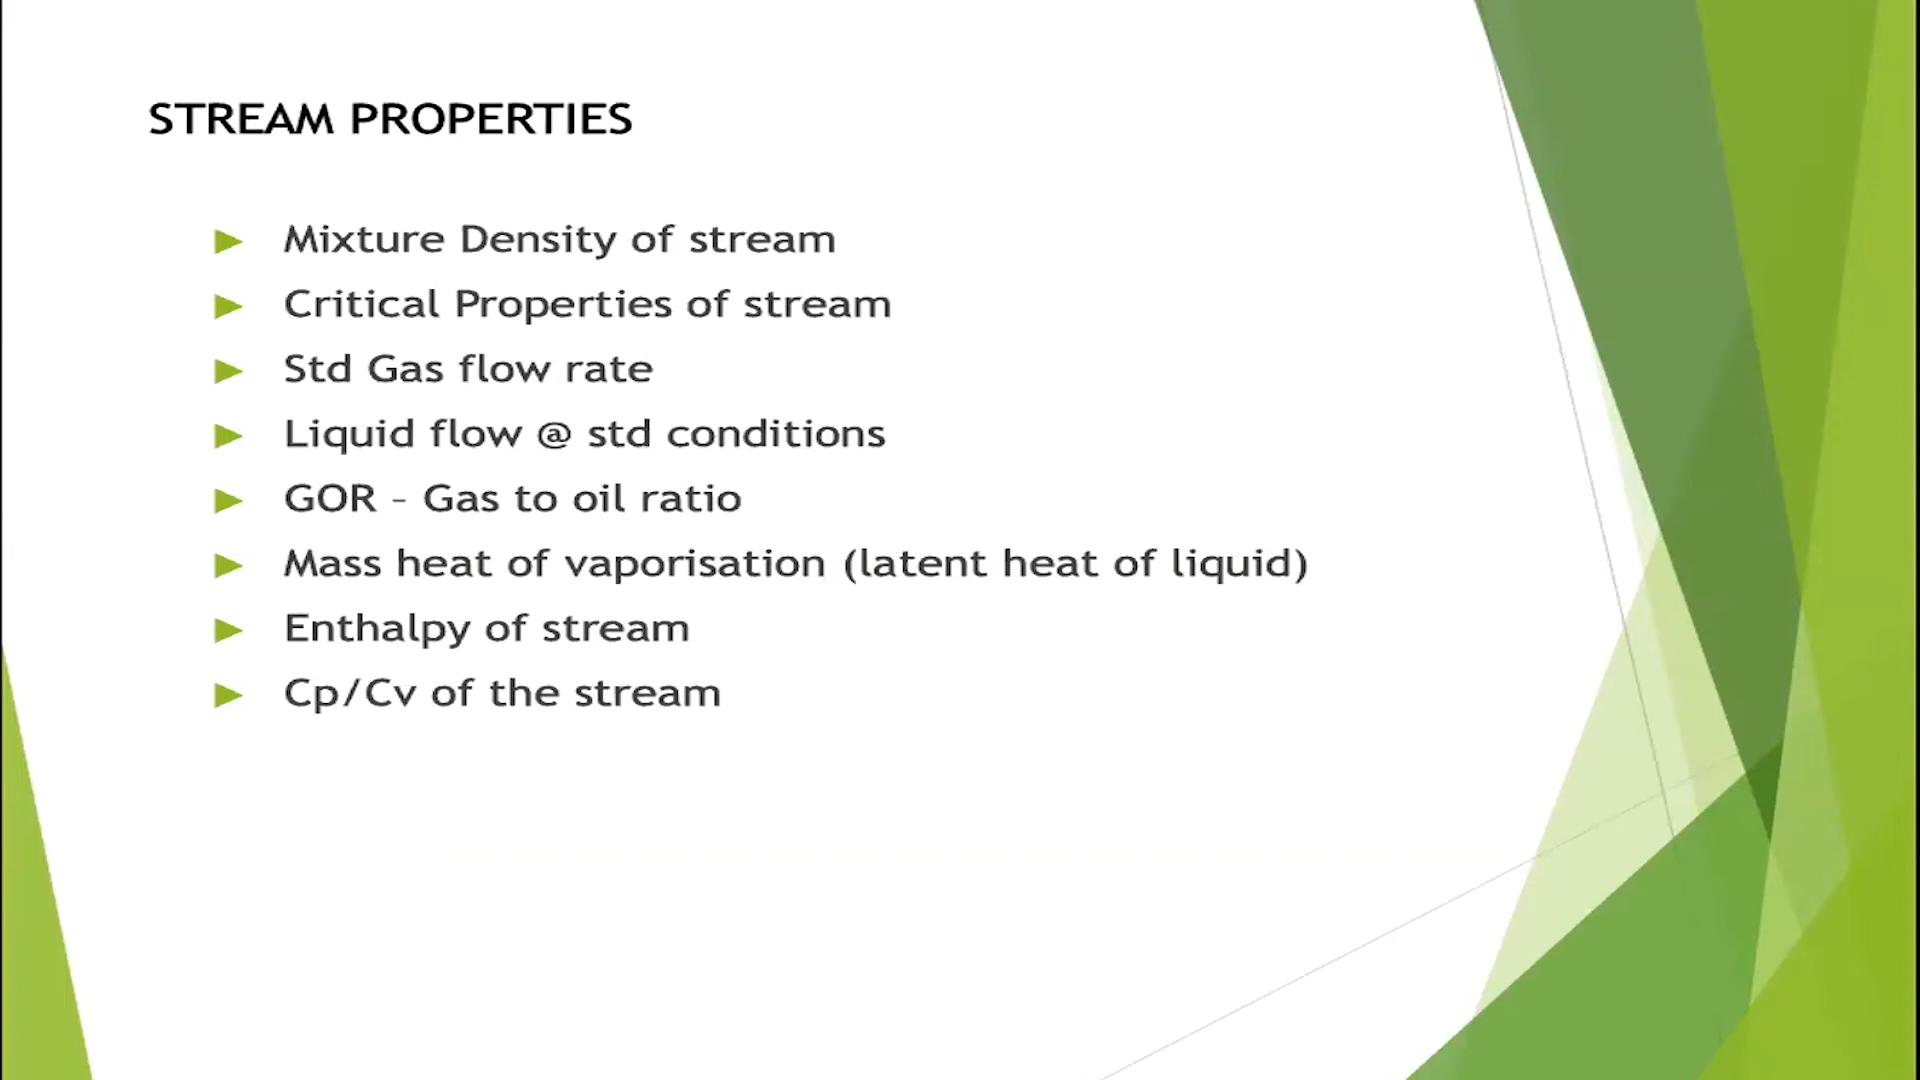 STREAM PROPERTIES
Mixture Density of stream
Critical Properties of stream
Std Gas flow rate
Liquid flow @ std conditions
GOR – Gas to oil ratio
Mass heat of vaporisation (latent heat of liquid)
Enthalpy of stream
Cp/Cv of the stream